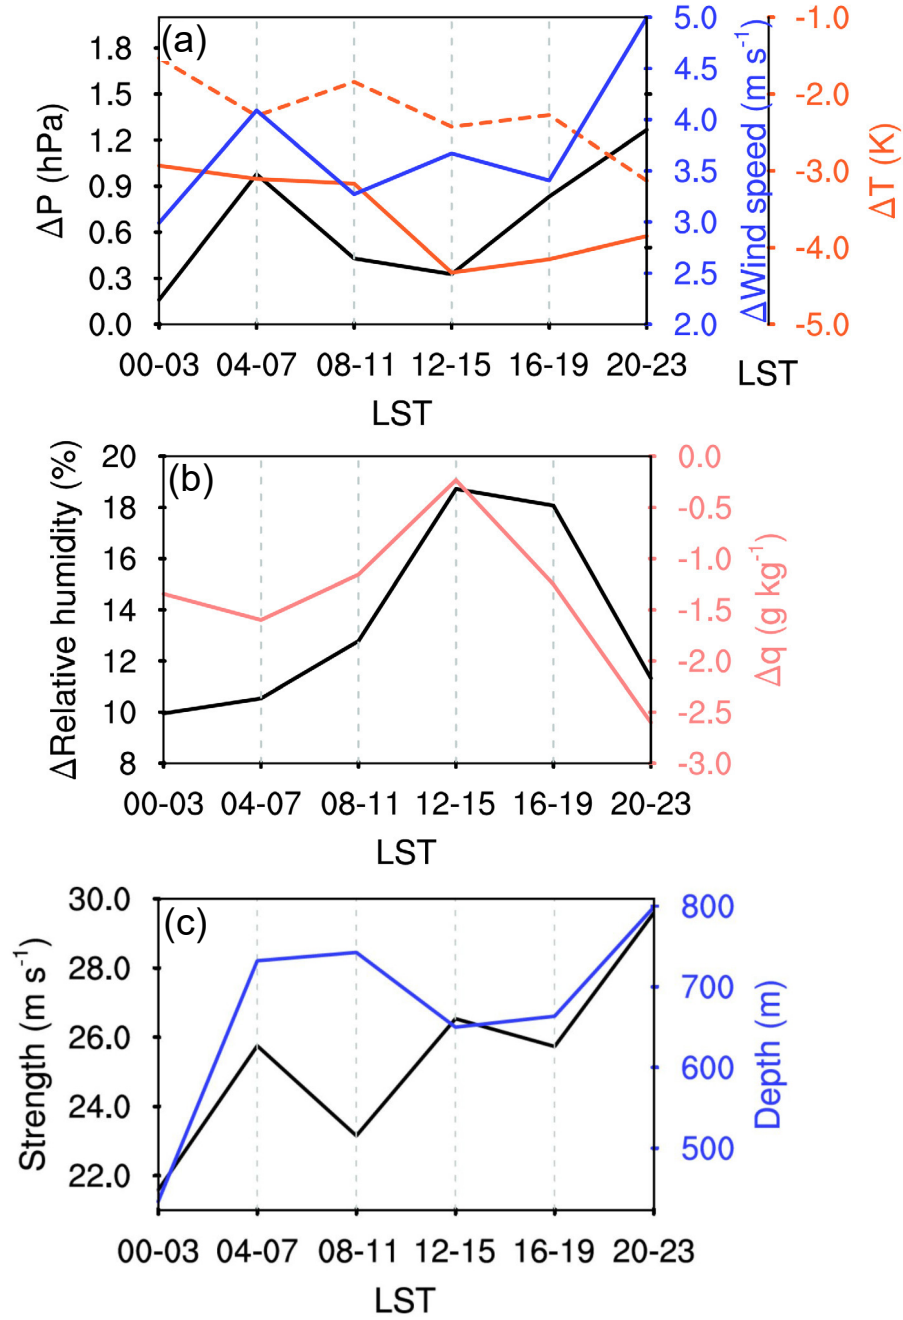 (a)
ΔP (hPa)
1.8
1.5
1.2
0.9
0.6
0.3
0.0
5.0
4.5
4.0
3.5
3.0
2.5
2.0
ΔWind speed (m s⁻¹)
-1.0
-2.0
-3.0
-4.0
-5.0
ΔT (K)
00-03 04-07 08-11 12-15 16-19 20-23
LST
LST
(b)
ΔRelative humidity (%)
20
18
16
14
12
10
8
0.0
-0.5
-1.0
-1.5
-2.0
-2.5
-3.0
Δq (g kg⁻¹)
00-03 04-07 08-11 12-15 16-19 20-23
LST
(c)
Strength (m s⁻¹)
30.0
28.0
26.0
24.0
22.0
800
700
600
500
Depth (m)
00-03 04-07 08-11 12-15 16-19 20-23
LST